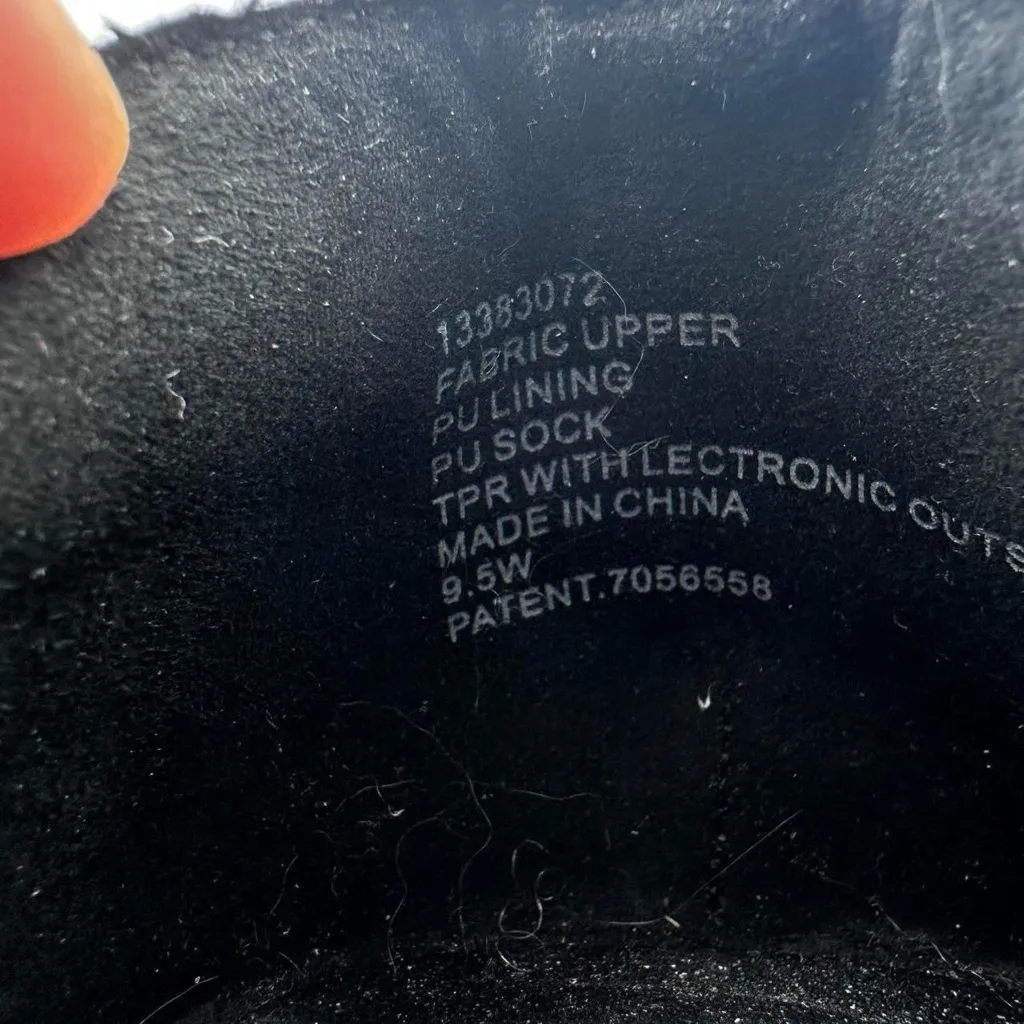 13383072
FABRIC UPPER
PU LINING
PU SOCK
TPR WITH LECTRONIC OUTS
MADE IN CHINA
9.5W
PATENT.7056558